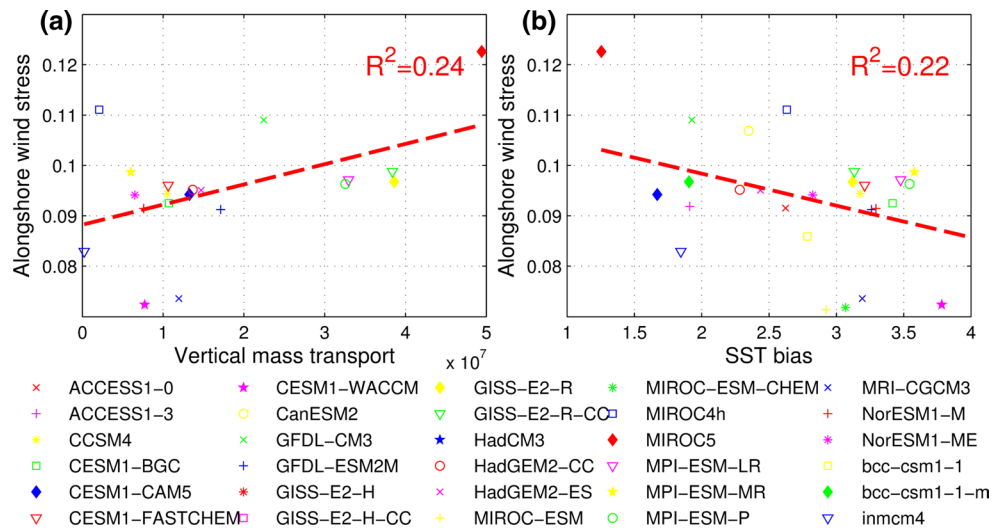 (a)
(b)
R²=0.24
R²=0.22
Alongshore wind stress
0.12
0.11
0.1
0.09
0.08
0 1 2 3 4 5
Vertical mass transport
x 10⁷
Alongshore wind stress
1 1.5 2 2.5 3 3.5 4
SST bias
ACCESS1-0
ACCESS1-3
CCSM4
CESM1-BGC
CESM1-CAM5
CESM1-FASTCHEM
CESM1-WACCM
CanESM2
GFDL-CM3
GFDL-ESM2M
GISS-E2-H
GISS-E2-H-CC
GISS-E2-R
GISS-E2-R-CC
HadCM3
HadGEM2-CC
HadGEM2-ES
MIROC-ESM
MIROC-ESM-CHEM
MIROC4h
MIROC5
MPI-ESM-LR
MPI-ESM-MR
MPI-ESM-P
MRI-CGCM3
NorESM1-M
NorESM1-ME
bcc-csm1-1
bcc-csm1-1-m
inmcm4